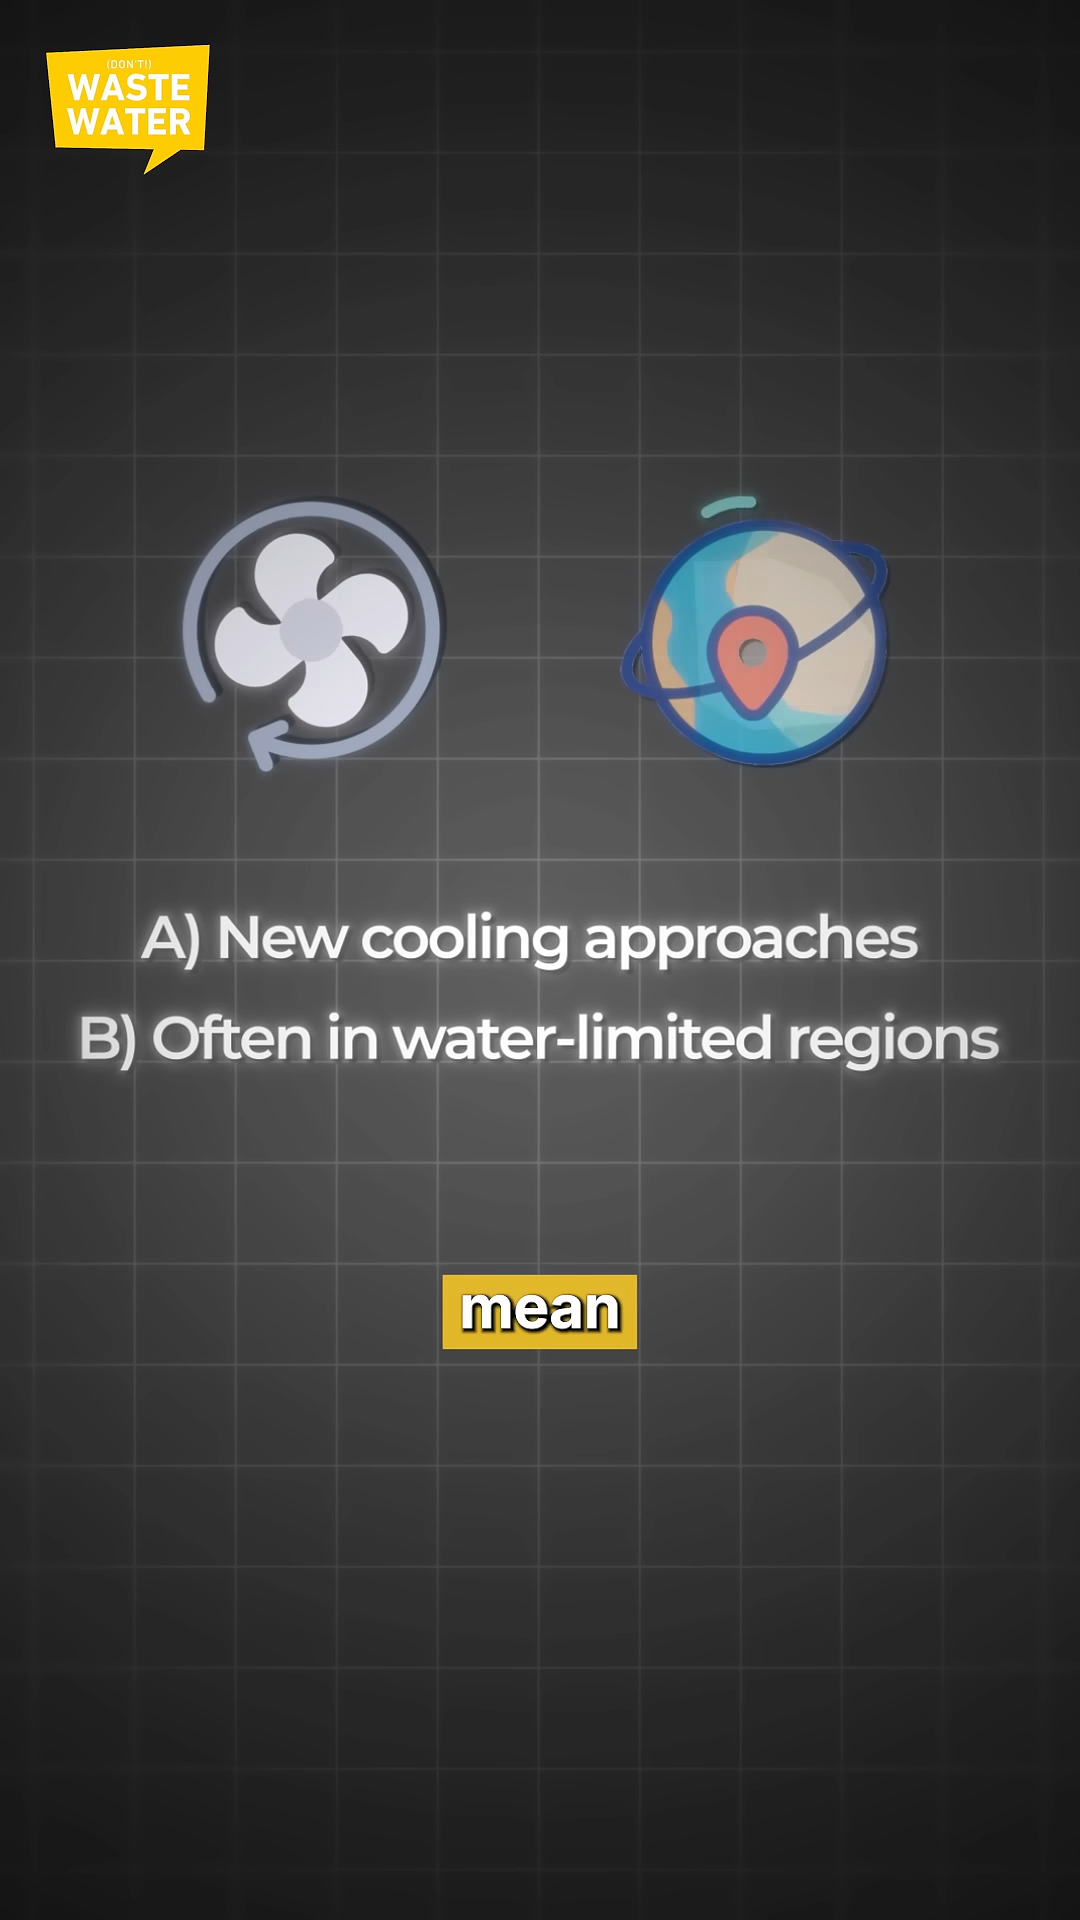 (DON'T!)
WASTE
WATER
A) New cooling approaches
B) Often in water-limited regions
mean